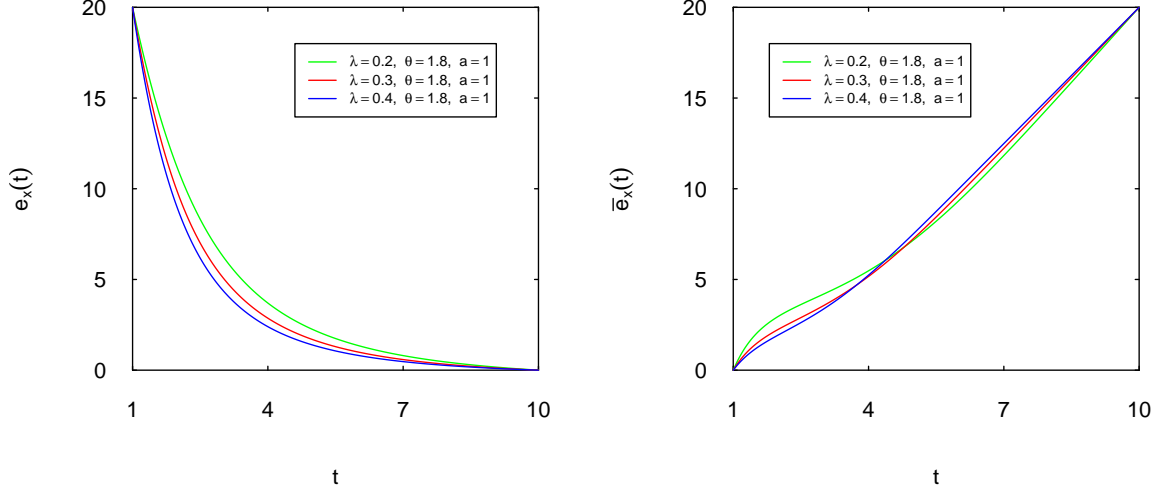 20
15
10
5
0
1 4 7 10
t
e_x(t)
λ=0.2, θ=1.8, a=1
λ=0.3, θ=1.8, a=1
λ=0.4, θ=1.8, a=1
20
15
10
5
0
1 4 7 10
t
e̅_x(t)
λ=0.2, θ=1.8, a=1
λ=0.3, θ=1.8, a=1
λ=0.4, θ=1.8, a=1